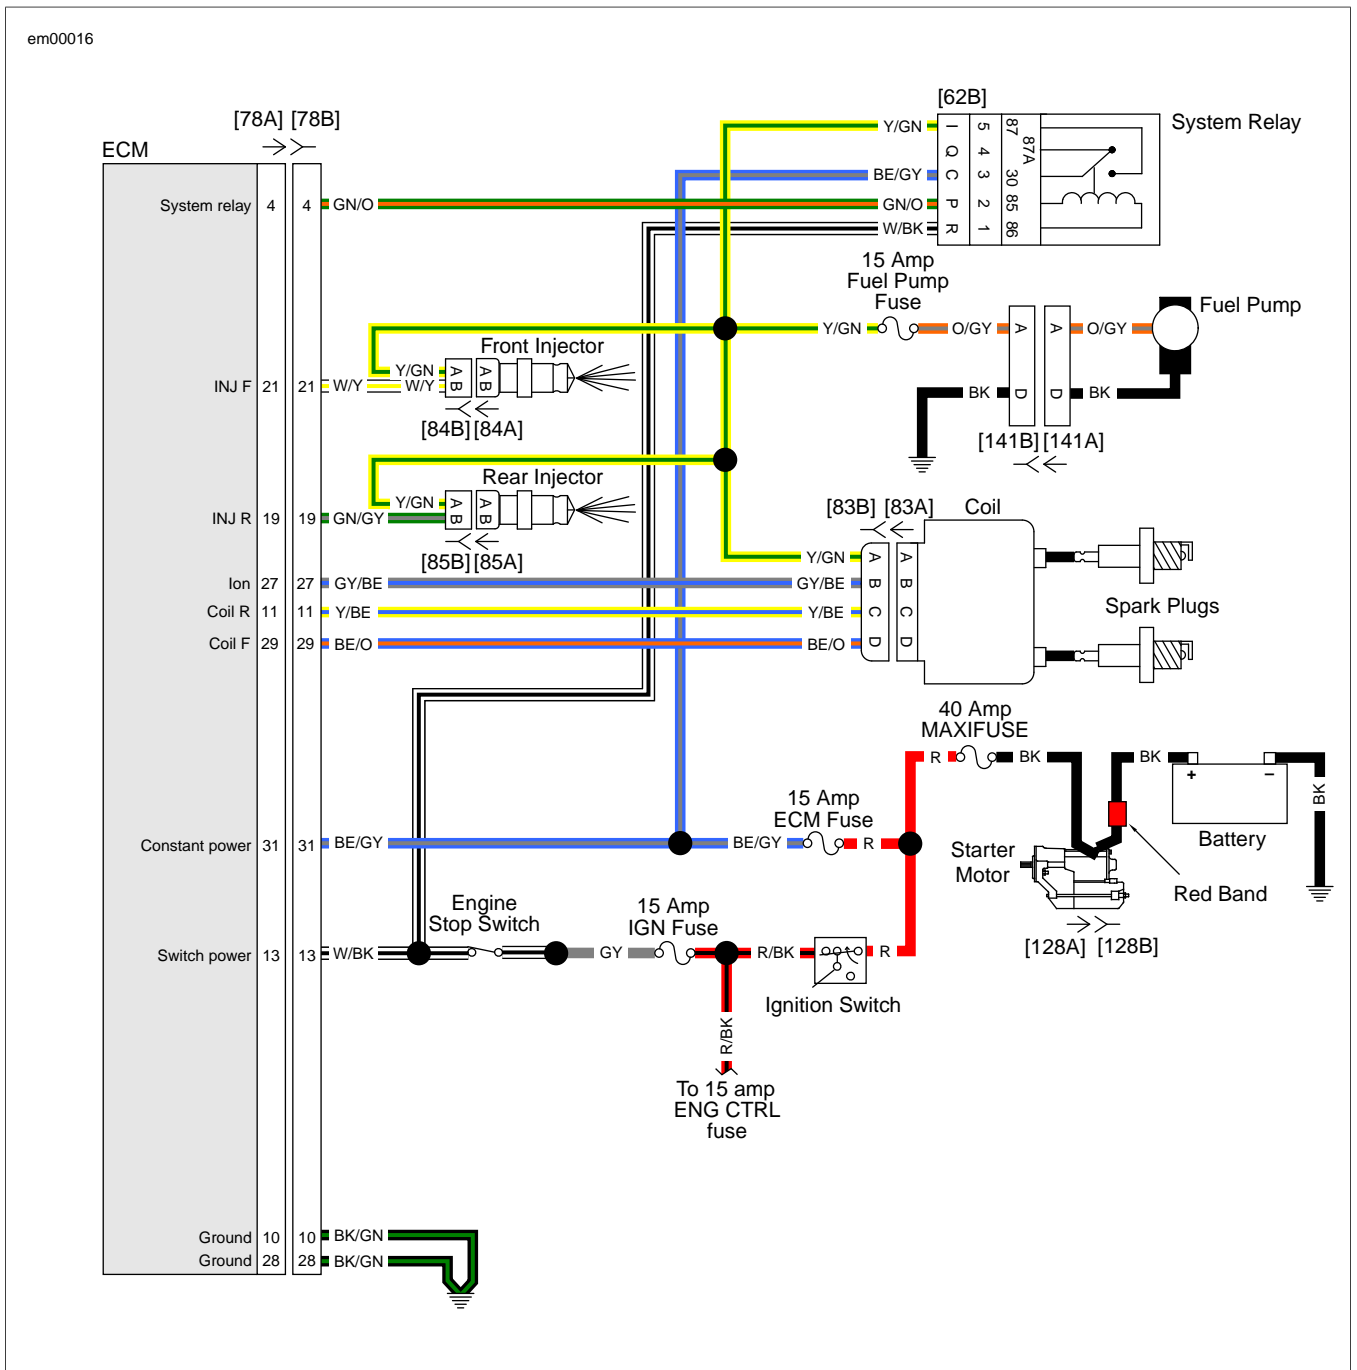 em00016
[78A] [78B]
ECM
[62B]
System Relay
Y/GN I 5 87
Q 4 87A
BE/GY C 3 30
System relay 4 4 GN/O GN/O P 2 85
W/BK R 1 86
15 Amp
Fuel Pump
Fuse
Fuel Pump
Y/GN O/GY A A O/GY
BK D D BK
[141B] [141A]
Front Injector
Y/GN A A
INJ F 21 21 W/Y W/Y B B
[84B] [84A]
Rear Injector
Y/GN A A
INJ R 19 19 GN/GY B B
[85B] [85A]
[83B] [83A] Coil
Y/GN A A
Ion 27 27 GY/BE GY/BE B B
Coil R 11 11 Y/BE Y/BE C C
Coil F 29 29 BE/O BE/O D D
Spark Plugs
40 Amp
MAXIFUSE
R BK BK + – BK
Battery
15 Amp
ECM Fuse
Constant power 31 31 BE/GY BE/GY R
Starter
Motor
Red Band
[128A] [128B]
Engine
Stop Switch
15 Amp
IGN Fuse
Switch power 13 13 W/BK GY R/BK R
Ignition Switch
R/BK
To 15 amp
ENG CTRL
fuse
Ground 10 10 BK/GN
Ground 28 28 BK/GN